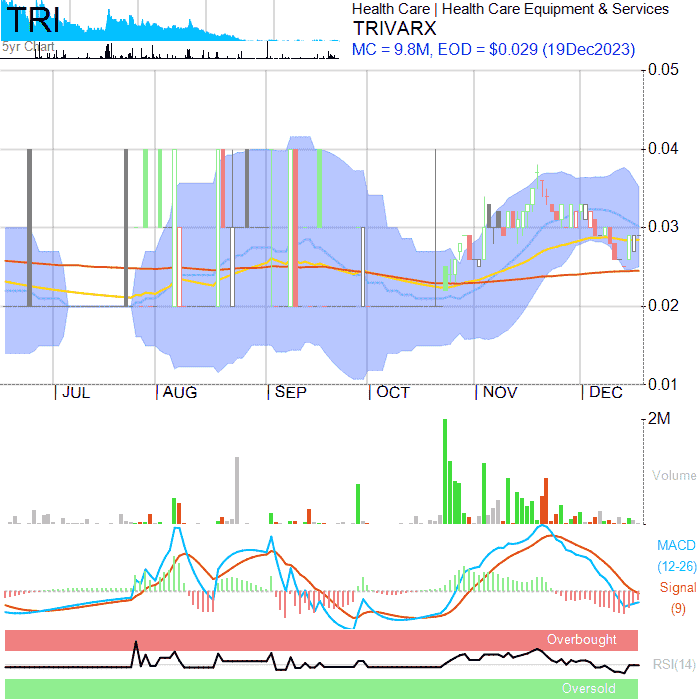 TRI
5yr Chart
Health Care | Health Care Equipment & Services
TRIVARX
MC = 9.8M, EOD = $0.029 (19Dec2023)
0.05
0.04
0.03
0.02
0.01
JUL AUG SEP OCT NOV DEC
2M
Volume
MACD
(12-26)
Signal
(9)
Overbought
RSI(14)
Oversold